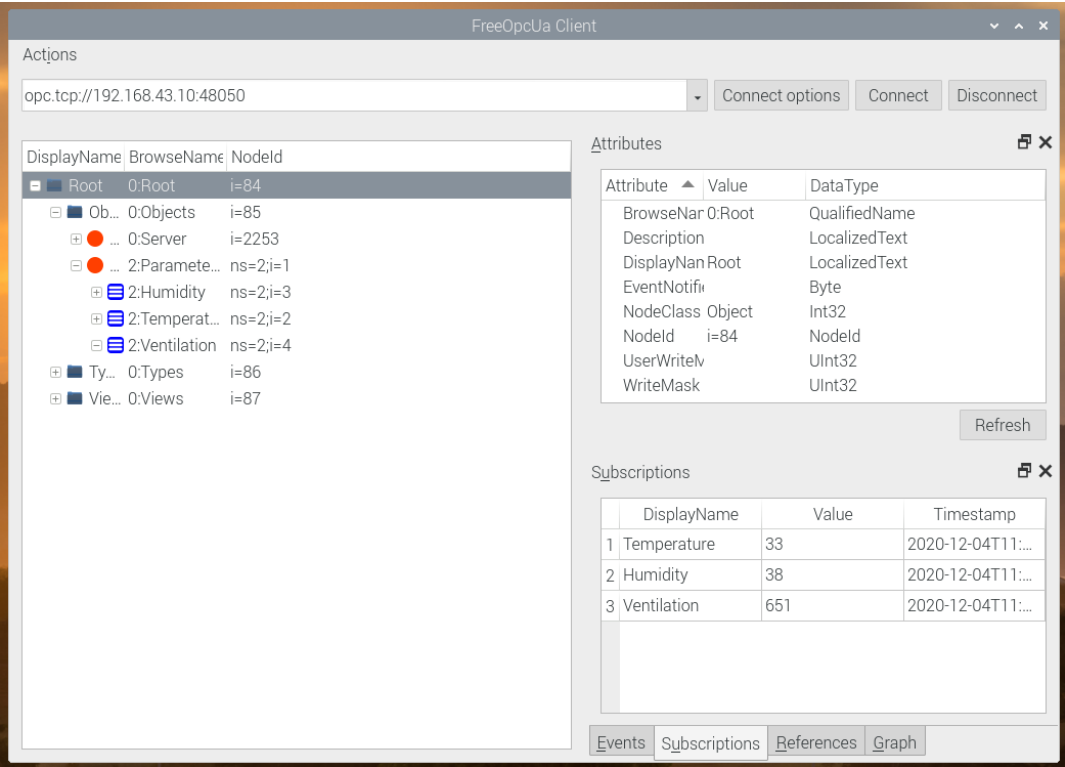 FreeOpcUa Client
Actions
opc.tcp://192.168.43.10:48050 Connect options Connect Disconnect
DisplayName BrowseName NodeId
Root 0:Root i=84
Ob... 0:Objects i=85
... 0:Server i=2253
... 2:Paramete... ns=2;i=1
2:Humidity ns=2;i=3
2:Temperat... ns=2;i=2
2:Ventilation ns=2;i=4
Ty... 0:Types i=86
Vie... 0:Views i=87
Attributes
Attribute Value DataType
BrowseNar 0:Root QualifiedName
Description LocalizedText
DisplayNan Root LocalizedText
EventNotifi Byte
NodeClass Object Int32
NodeId i=84 NodeId
UserWriteM UInt32
WriteMask UInt32
Refresh
Subscriptions
DisplayName Value Timestamp
1 Temperature 33 2020-12-04T11:...
2 Humidity 38 2020-12-04T11:...
3 Ventilation 651 2020-12-04T11:...
Events Subscriptions References Graph